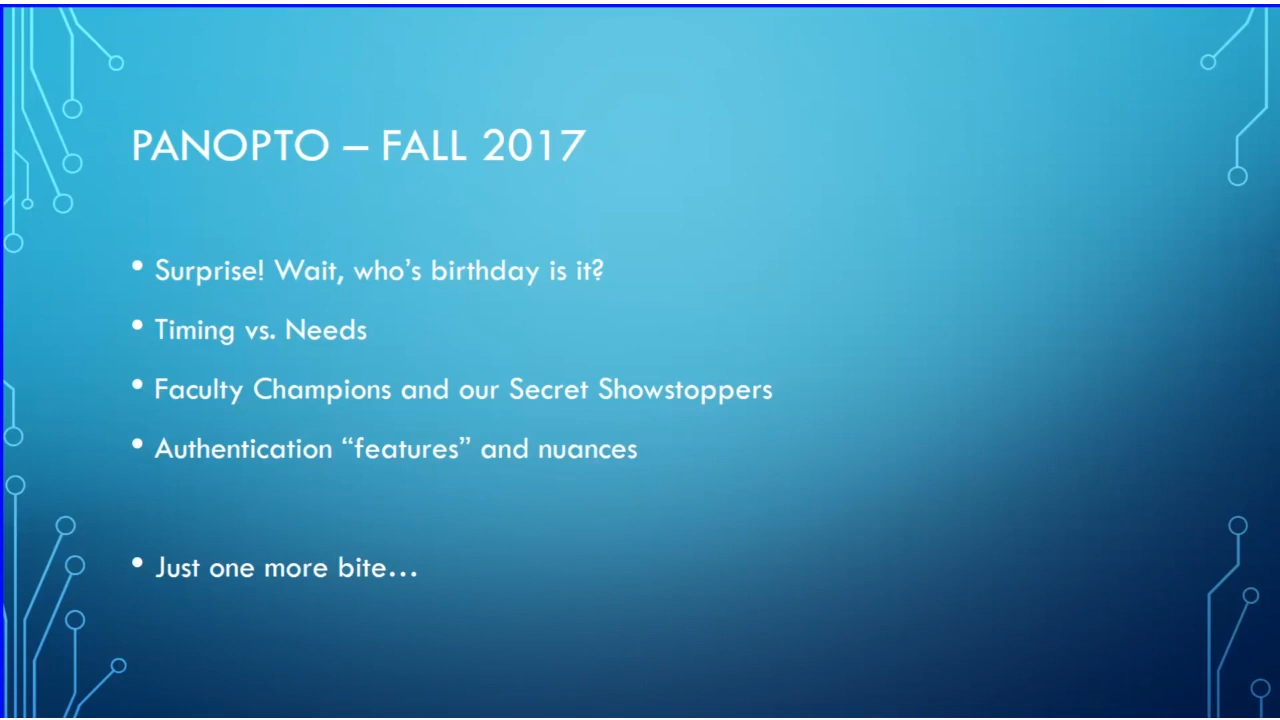 PANOPTO – FALL 2017
• Surprise! Wait, who’s birthday is it?
• Timing vs. Needs
• Faculty Champions and our Secret Showstoppers
• Authentication “features” and nuances
• Just one more bite…